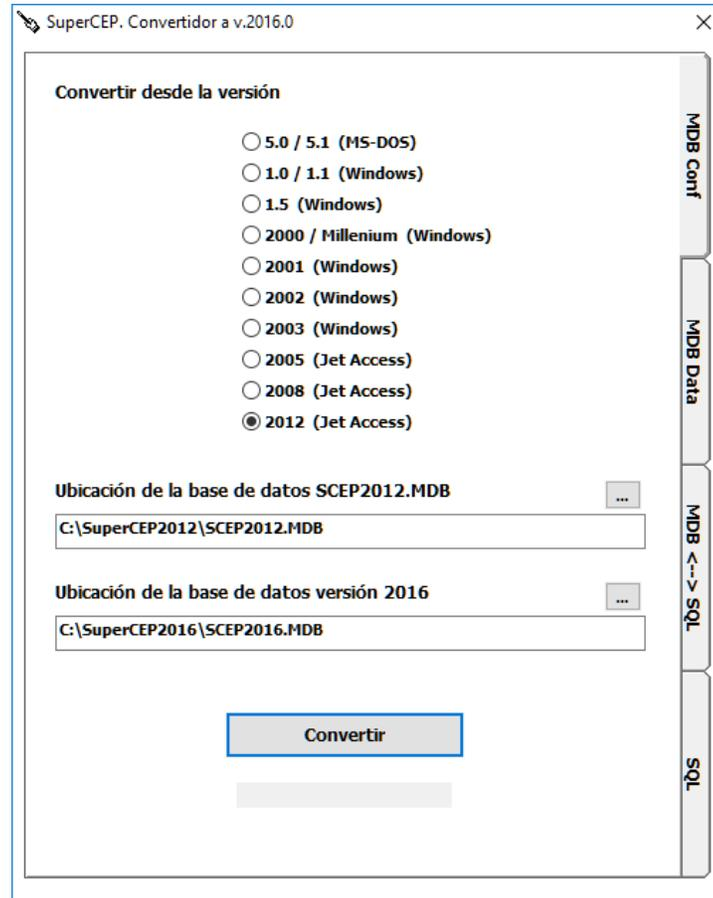 SuperCEP. Convertidor a v.2016.0
Convertir desde la versión
5.0 / 5.1 (MS-DOS)
1.0 / 1.1 (Windows)
1.5 (Windows)
2000 / Millenium (Windows)
2001 (Windows)
2002 (Windows)
2003 (Windows)
2005 (Jet Access)
2008 (Jet Access)
2012 (Jet Access)
Ubicación de la base de datos SCEP2012.MDB
...
C:\SuperCEP2012\SCEP2012.MDB
Ubicación de la base de datos versión 2016
...
C:\SuperCEP2016\SCEP2016.MDB
Convertir
MDB Conf
MDB Data
MDB <--> SQL
SQL